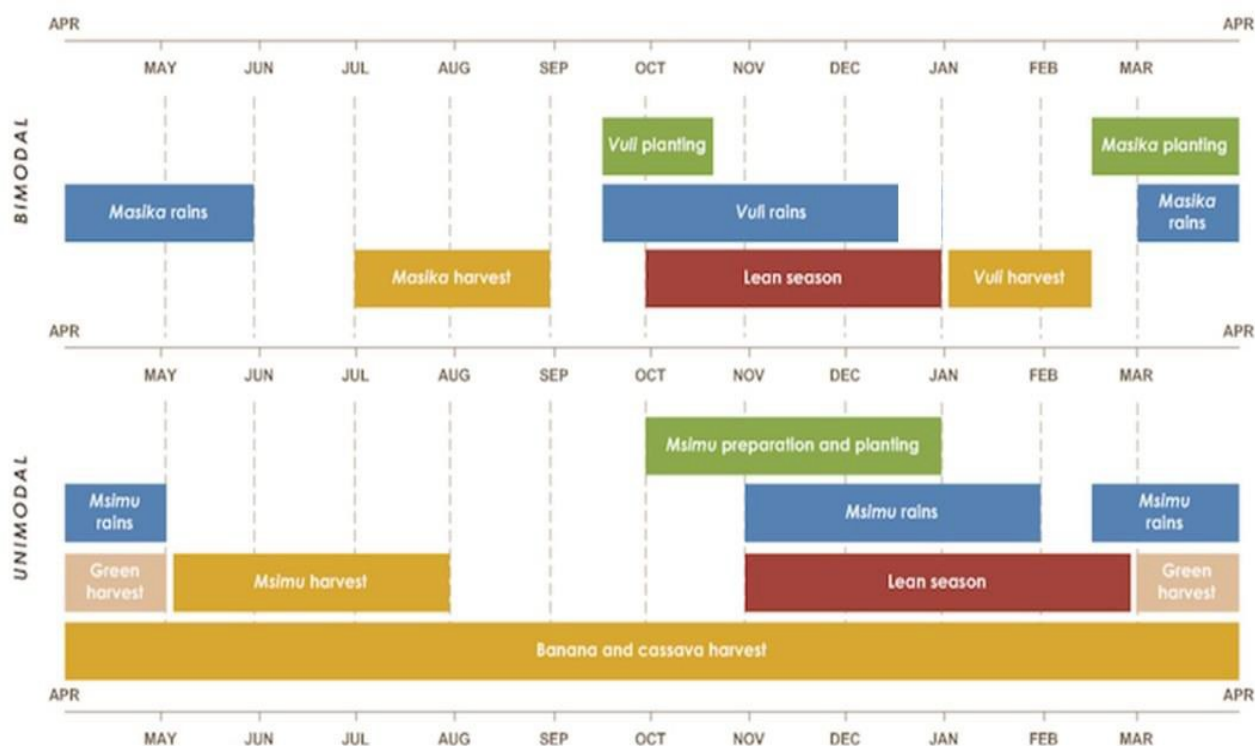 APR APR
MAY JUN JUL AUG SEP OCT NOV DEC JAN FEB MAR
BIMODAL
Vuli planting Masika planting
Masika rains Vuli rains Masika
rains
Masika harvest Lean season Vuli harvest
APR APR
MAY JUN JUL AUG SEP OCT NOV DEC JAN FEB MAR
UNIMODAL
Msimu preparation and planting
Msimu
rains
Msimu rains
Msimu
rains
Green
harvest
Msimu harvest
Lean season
Green
harvest
Banana and cassava harvest
APR APR
MAY JUN JUL AUG SEP OCT NOV DEC JAN FEB MAR